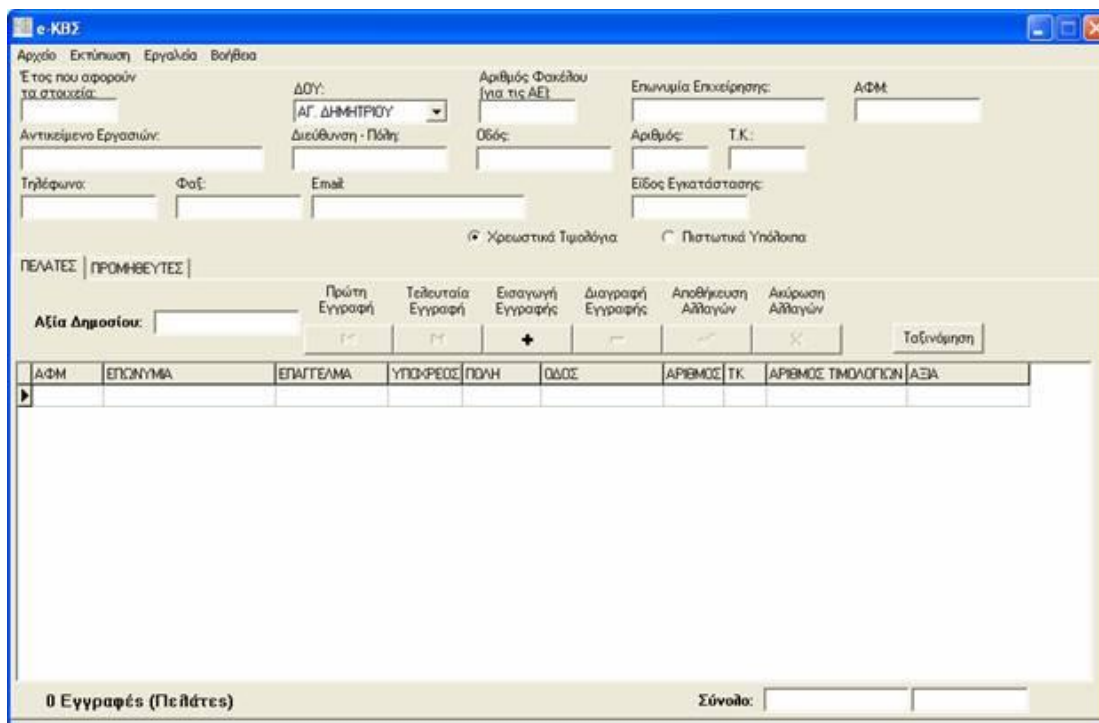 e-ΚΒΣ
Αρχείο Εκτύπωση Εργαλεία Βοήθεια
Έτος που αφορούν
τα στοιχεία:
ΔΟΥ:
ΑΓ. ΔΗΜΗΤΡΙΟΥ
Αριθμός Φακέλου
(για τις ΑΕ):
Επωνυμία Επιχείρησης:
ΑΦΜ:
Αντικείμενο Εργασιών:
Διεύθυνση - Πόλη:
Οδός:
Αριθμός:
Τ.Κ.:
Τηλέφωνο:
Φαξ:
Email:
Είδος Εγκατάστασης:
Χρεωστικά Τιμολόγια
Πιστωτικά Υπόλοιπα
ΠΕΛΑΤΕΣ ΠΡΟΜΗΘΕΥΤΕΣ
Αξία Δημοσίου:
Πρώτη
Εγγραφή
Τελευταία
Εγγραφή
Εισαγωγή
Εγγραφής
Διαγραφή
Εγγραφής
Αποθήκευση
Αλλαγών
Ακύρωση
Αλλαγών
Ταξινόμηση
ΑΦΜ ΕΠΩΝΥΜΙΑ ΕΠΑΓΓΕΛΜΑ ΥΠΟΧΡΕΟΣ ΠΟΛΗ ΟΔΟΣ ΑΡΙΘΜΟΣ ΤΚ ΑΡΙΘΜΟΣ ΤΙΜΟΛΟΓΙΩΝ ΑΞΙΑ
0 Εγγραφές (Πελάτες)
Σύνολο: